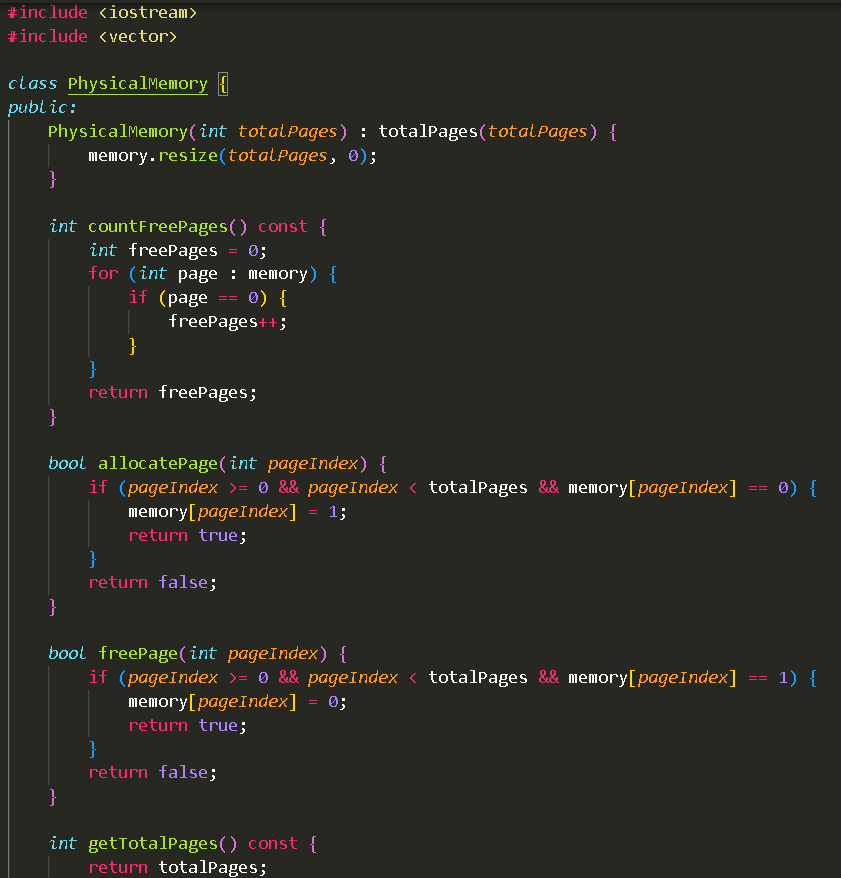 #include <iostream>
#include <vector>

class PhysicalMemory {
public:
    PhysicalMemory(int totalPages) : totalPages(totalPages) {
        memory.resize(totalPages, 0);
    }

    int countFreePages() const {
        int freePages = 0;
        for (int page : memory) {
            if (page == 0) {
                freePages++;
            }
        }
        return freePages;
    }

    bool allocatePage(int pageIndex) {
        if (pageIndex >= 0 && pageIndex < totalPages && memory[pageIndex] == 0) {
            memory[pageIndex] = 1;
            return true;
        }
        return false;
    }

    bool freePage(int pageIndex) {
        if (pageIndex >= 0 && pageIndex < totalPages && memory[pageIndex] == 1) {
            memory[pageIndex] = 0;
            return true;
        }
        return false;
    }

    int getTotalPages() const {
        return totalPages;